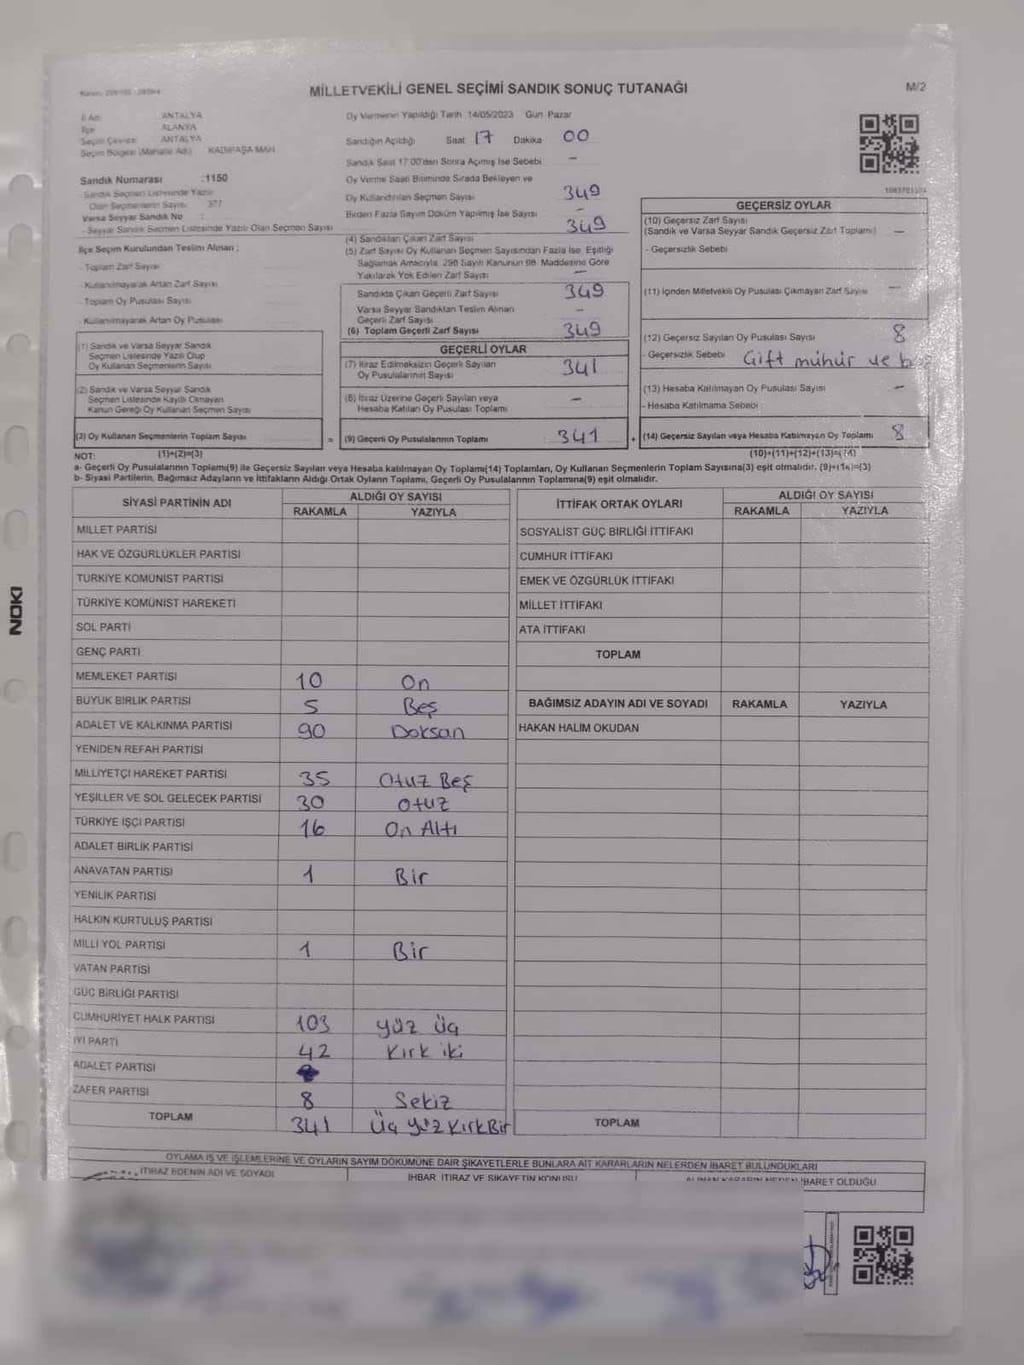 MİLLETVEKİLİ GENEL SEÇİMİ SANDIK SONUÇ TUTANAĞI
M/2
İl Adı ANTALYA
İlçe ALANYA
Seçim Çevresi ANTALYA
Seçim Bölgesi (Mahalle Adı) KADIPAŞA MAH
Sandık Numarası :1150
Sandık Seçmen Listesinde Yazılı
Olan Seçmenlerin Sayısı 377
Varsa Seyyar Sandık No :
- Seyyar Sandık Seçmen Listesinde Yazılı Olan Seçmen Sayısı
İlçe Seçim Kurulundan Teslim Alınan :
- Toplam Zarf Sayısı
- Kullanılmayarak Artan Zarf Sayısı
- Toplam Oy Pusulası Sayısı
- Kullanılmayarak Artan Oy Pusulası
(1) Sandık ve Varsa Seyyar Sandık
Seçmen Listesinde Yazılı Olup
Oy Kullanan Seçmenlerin Sayısı
(2) Sandık ve Varsa Seyyar Sandık
Seçmen Listesinde Kayıtlı Olmayan
Kanun Gereği Oy Kullanan Seçmen Sayısı
(3) Oy Kullanan Seçmenlerin Toplam Sayısı
Oy Vermenin Yapıldığı Tarih 14/05/2023 Gün Pazar
Sandığın Açıldığı Saat 17 Dakika 00
Sandık Saat 17:00'den Sonra Açılmış İse Sebebi -
Oy Verme Saati Bitiminde Sırada Bekleyen ve
Oy Kullandırılan Seçmen Sayısı 349
Birden Fazla Sayım Döküm Yapılmış İse Sayısı -
(4) Sandıktan Çıkan Zarf Sayısı 349
(5) Zarf Sayısı Oy Kullanan Seçmen Sayısından Fazla İse, Eşitliği
Sağlamak Amacıyla, 298 Sayılı Kanunun 98. Maddesine Göre
Yakılarak Yok Edilen Zarf Sayısı -
Sandıkta Çıkan Geçerli Zarf Sayısı 349
Varsa Seyyar Sandıktan Teslim Alınan
Geçerli Zarf Sayısı -
(6) Toplam Geçerli Zarf Sayısı 349
GEÇERLİ OYLAR
(7) İtiraz Edilmeksizin Geçerli Sayılan
Oy Pusulalarının Sayısı 341
(8) İtiraz Üzerine Geçerli Sayılan veya
Hesaba Katılan Oy Pusulası Toplamı -
= (9) Geçerli Oy Pusulalarının Toplamı 341 +
GEÇERSİZ OYLAR
(10) Geçersiz Zarf Sayısı
(Sandık ve Varsa Seyyar Sandık Geçersiz Zarf Toplamı) -
- Geçersizlik Sebebi
(11) İçinden Milletvekili Oy Pusulası Çıkmayan Zarf Sayısı -
(12) Geçersiz Sayılan Oy Pusulası Sayısı 8
- Geçersizlik Sebebi Çift mühür ve
(13) Hesaba Katılmayan Oy Pusulası Sayısı -
- Hesaba Katılmama Sebebi
(14) Geçersiz Sayılan veya Hesaba Katılmayan Oy Toplamı 8
NOT: (1)+(2)=(3) (10)+(11)+(12)+(13)=(14)
a- Geçerli Oy Pusulalarının Toplamı(9) ile Geçersiz Sayılan veya Hesaba katılmayan Oy Toplamı(14) Toplamları, Oy Kullanan Seçmenlerin Toplam Sayısına(3) eşit olmalıdır. (9)+(14)=(3)
b- Siyasi Partilerin, Bağımsız Adayların ve İttifakların Aldığı Ortak Oyların Toplamı, Geçerli Oy Pusulalarının Toplamına(9) eşit olmalıdır.
SİYASİ PARTİNİN ADI ALDIĞI OY SAYISI
RAKAMLA YAZIYLA
MİLLET PARTİSİ
HAK VE ÖZGÜRLÜKLER PARTİSİ
TÜRKİYE KOMÜNİST PARTİSİ
TÜRKİYE KOMÜNİST HAREKETİ
SOL PARTİ
GENÇ PARTİ
MEMLEKET PARTİSİ 10 On
BÜYÜK BİRLİK PARTİSİ 5 Beş
ADALET VE KALKINMA PARTİSİ 90 Doksan
YENİDEN REFAH PARTİSİ
MİLLİYETÇİ HAREKET PARTİSİ 35 Otuz Beş
YEŞİLLER VE SOL GELECEK PARTİSİ 30 Otuz
TÜRKİYE İŞÇİ PARTİSİ 16 On Altı
ADALET BİRLİK PARTİSİ
ANAVATAN PARTİSİ 1 Bir
YENİLİK PARTİSİ
HALKIN KURTULUŞ PARTİSİ
MİLLİ YOL PARTİSİ 1 Bir
VATAN PARTİSİ
GÜÇ BİRLİĞİ PARTİSİ
CUMHURİYET HALK PARTİSİ 103 yüz üç
İYİ PARTİ 42 Kırk iki
ADALET PARTİSİ
ZAFER PARTİSİ 8 Sekiz
TOPLAM 341 Üç yüz Kırk Bir
İTTİFAK ORTAK OYLARI ALDIĞI OY SAYISI
RAKAMLA YAZIYLA
SOSYALİST GÜÇ BİRLİĞİ İTTİFAKI
CUMHUR İTTİFAKI
EMEK VE ÖZGÜRLÜK İTTİFAKI
MİLLET İTTİFAKI
ATA İTTİFAKI
TOPLAM
BAĞIMSIZ ADAYIN ADI VE SOYADI RAKAMLA YAZIYLA
HAKAN HALİM OKUDAN
TOPLAM
OYLAMA İŞ VE İŞLEMLERİNE VE OYLARIN SAYIM DÖKÜMÜNE DAİR ŞİKAYETLERLE BUNLARA AİT KARARLARIN NELERDEN İBARET BULUNDUKLARI
İTİRAZ EDENİN ADI VE SOYADI İHBAR, İTİRAZ VE ŞİKAYETİN KONUSU ALINAN KARARIN NEDEN İBARET OLDUĞU
NOKI